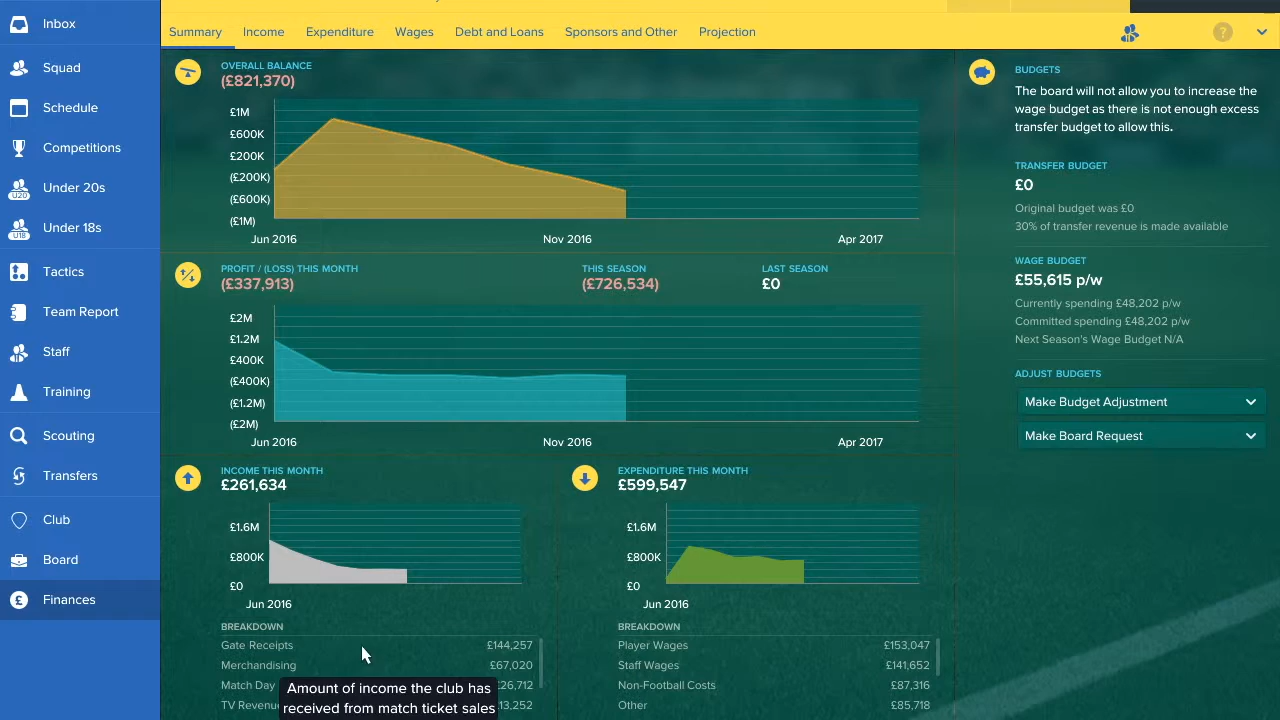 Inbox
Squad
Schedule
Competitions
U20
Under 20s
U18
Under 18s
Tactics
Team Report
Staff
Training
Scouting
Transfers
Club
Board
£
Finances
Summary
Income
Expenditure
Wages
Debt and Loans
Sponsors and Other
Projection
?
OVERALL BALANCE
(£821,370)
£1M
£600K
£200K
(£200K)
(£600K)
(£1M)
Jun 2016
Nov 2016
Apr 2017
PROFIT / (LOSS) THIS MONTH
(£337,913)
THIS SEASON
(£726,534)
LAST SEASON
£0
£2M
£1.2M
£400K
(£400K)
(£1.2M)
(£2M)
Jun 2016
Nov 2016
Apr 2017
INCOME THIS MONTH
£261,634
£1.6M
£800K
£0
Jun 2016
BREAKDOWN
Gate Receipts £144,257
Merchandising £67,020
Match Day £26,712
TV Revenue
Amount of income the club has
received from match ticket sales
EXPENDITURE THIS MONTH
£599,547
£1.6M
£800K
£0
Jun 2016
BREAKDOWN
Player Wages £153,047
Staff Wages £141,652
Non-Football Costs £87,316
Other £85,718
BUDGETS
The board will not allow you to increase the
wage budget as there is not enough excess
transfer budget to allow this.
TRANSFER BUDGET
£0
Original budget was £0
30% of transfer revenue is made available
WAGE BUDGET
£55,615 p/w
Currently spending £48,202 p/w
Committed spending £48,202 p/w
Next Season's Wage Budget N/A
ADJUST BUDGETS
Make Budget Adjustment
Make Board Request